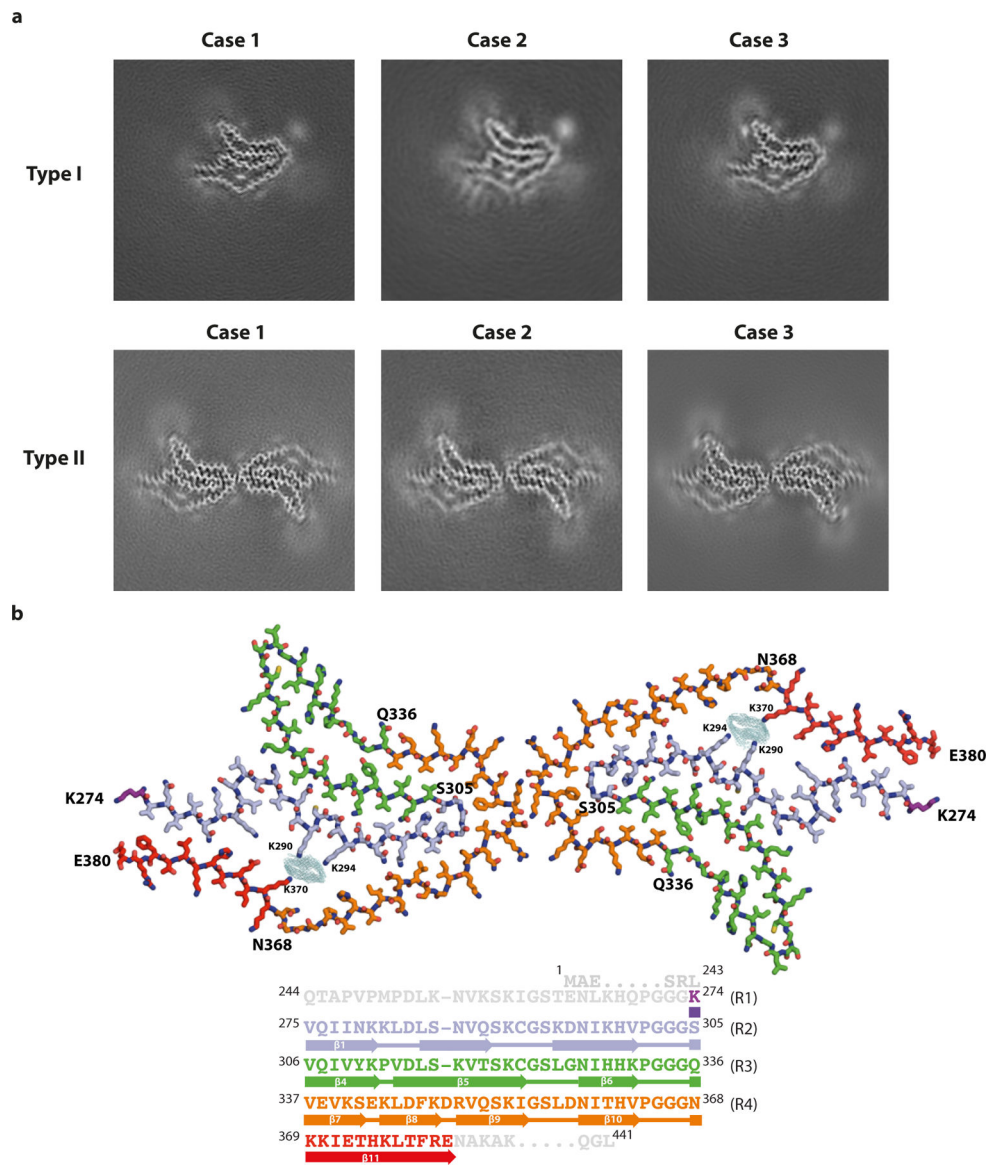 a
Case 1 Case 2 Case 3
Type I
Case 1 Case 2 Case 3
Type II
b
N368
K370
K294
Q336
K290
E380
S305
K274
S305
K274
K290
E380
K294
Q336
K370
N368
1 243
MAE.....SRL
244 QTAPVPMPDLK-NVKSKIGSTENLKHQPGGGK 274 (R1)
275 VQIINKKLDLS-NVQSKCGSKDNIKHVPGGGS 305 (R2)
β1
306 VQIVYKPVDLS-KVTSKCGSLGNIHHKPGGGQ 336 (R3)
β4 β5 β6
337 VEVKSEKLDFKDRVQSKIGSLDNITHVPGGGN 368 (R4)
β7 β8 β9 β10
369 KKIETHKLTFRENAKAK.....QGL 441
β11